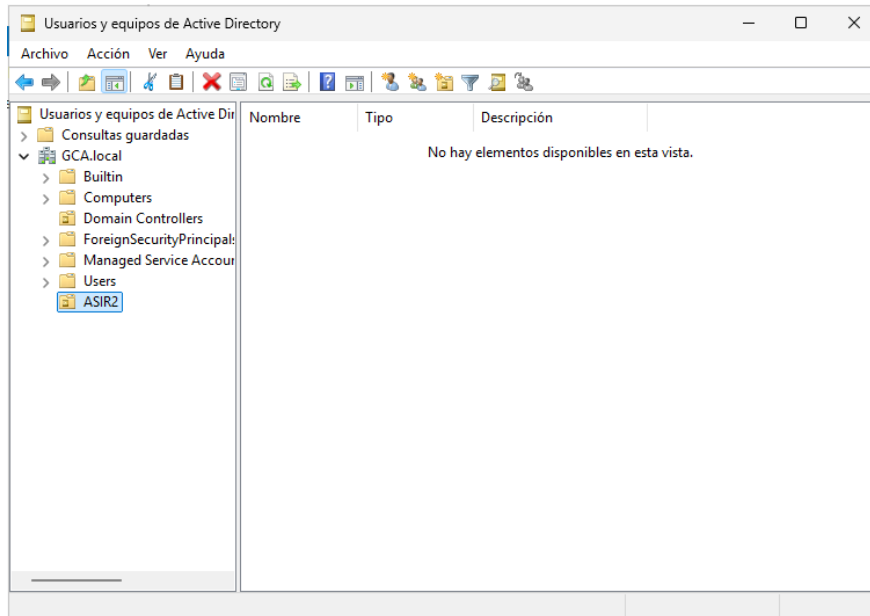 Usuarios y equipos de Active Directory
Archivo Acción Ver Ayuda
Usuarios y equipos de Active Dir
Nombre Tipo Descripción
Consultas guardadas
No hay elementos disponibles en esta vista.
GCA.local
Builtin
Computers
Domain Controllers
ForeignSecurityPrincipals
Managed Service Accour
Users
ASIR2